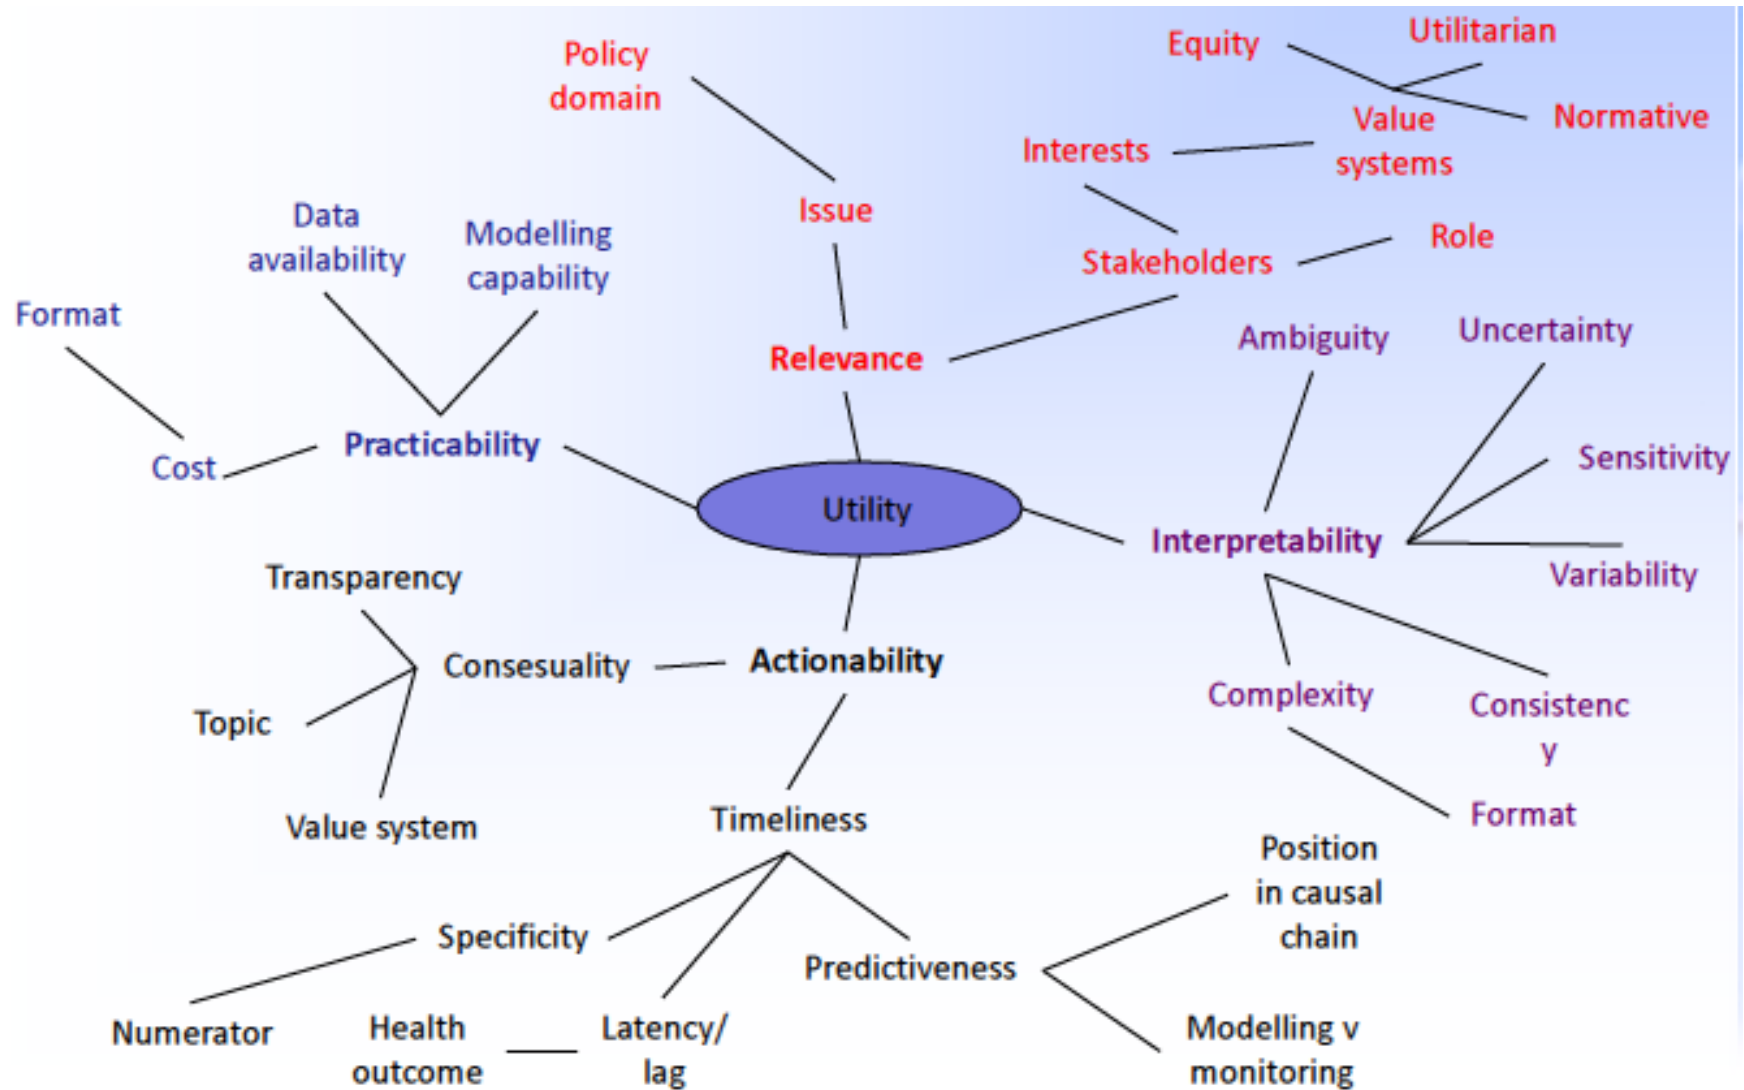 Policy
domain
Equity
Utilitarian
Normative
Value
systems
Interests
Issue
Role
Stakeholders
Data
availability
Modelling
capability
Format
Relevance
Ambiguity
Uncertainty
Practicability
Cost
Sensitivity
Utility
Interpretability
Variability
Transparency
Consesuality
Actionability
Topic
Complexity
Consistenc
y
Value system
Timeliness
Format
Position
in causal
chain
Specificity
Predictiveness
Numerator
Health
outcome
Latency/
lag
Modelling v
monitoring